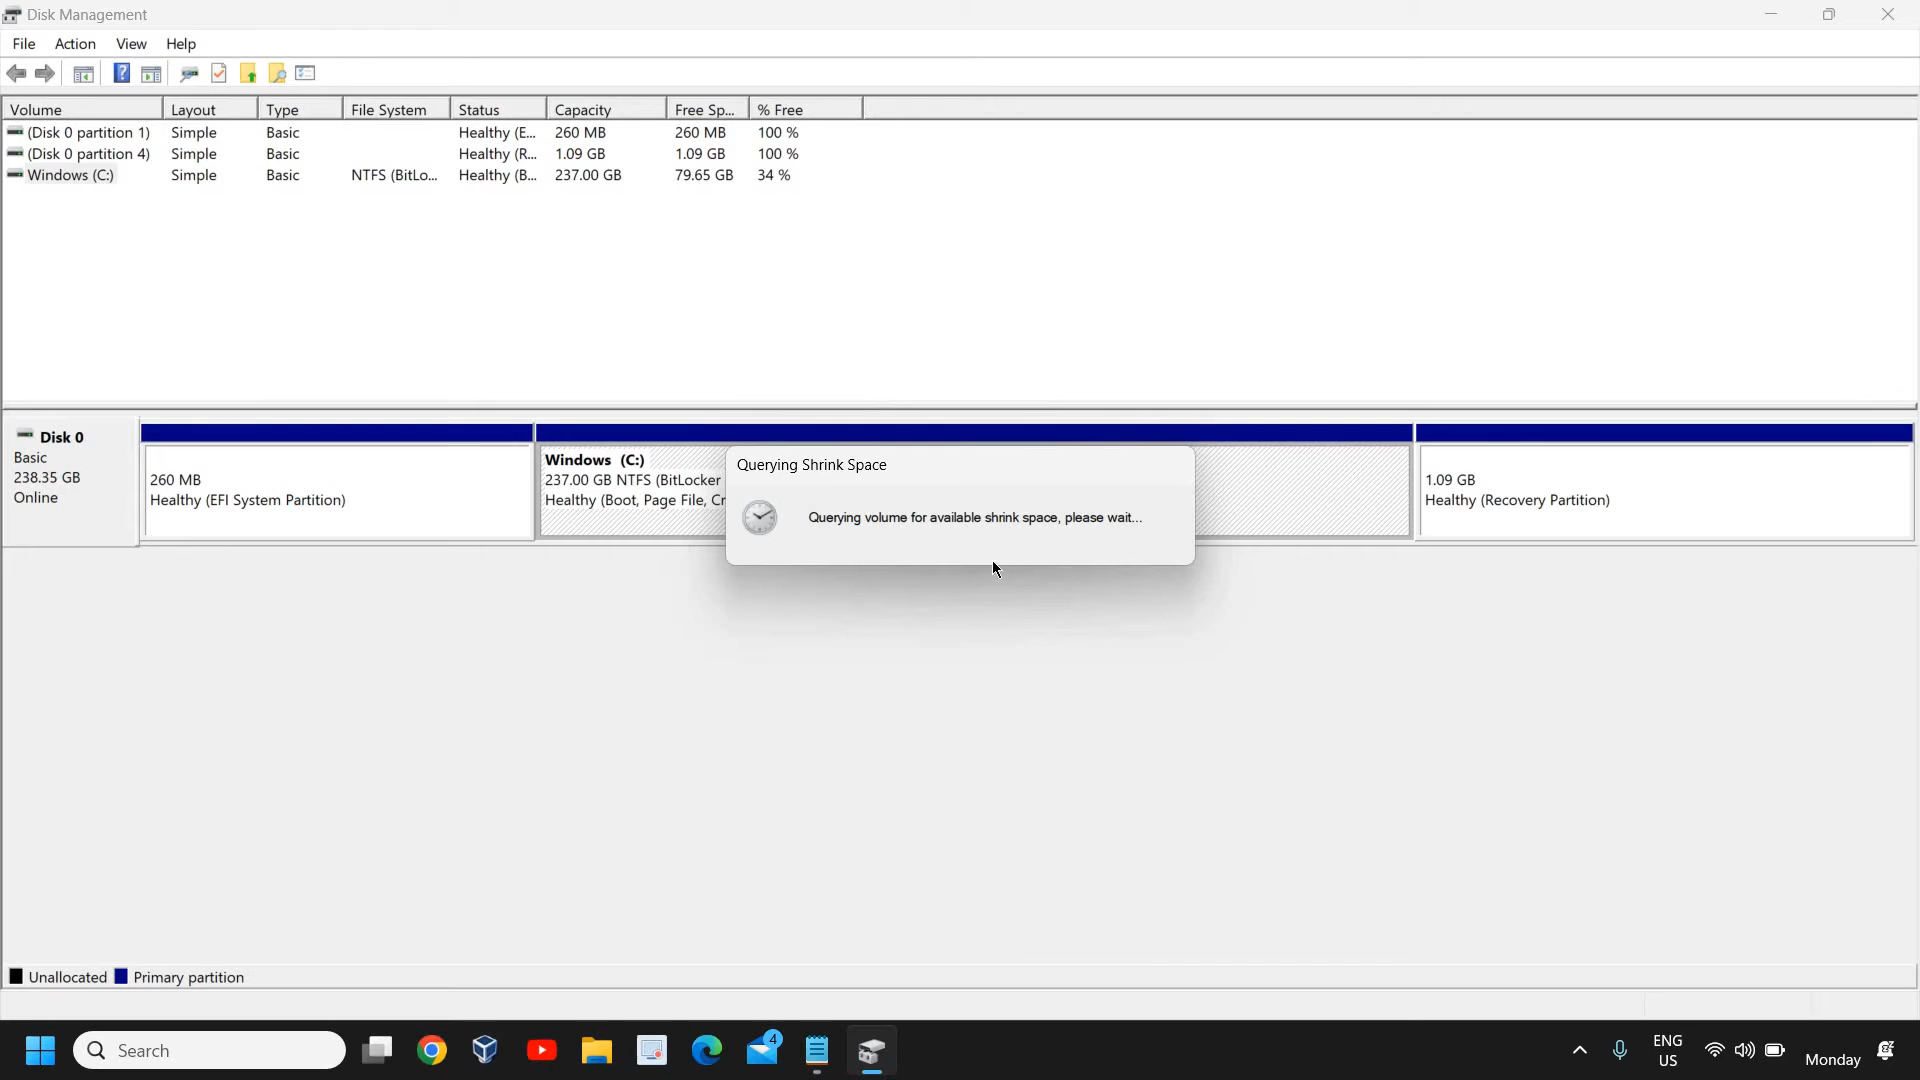 Disk Management
File Action View Help
Volume Layout Type File System Status Capacity Free Sp... % Free
(Disk 0 partition 1) Simple Basic Healthy (E... 260 MB 260 MB 100 %
(Disk 0 partition 4) Simple Basic Healthy (R... 1.09 GB 1.09 GB 100 %
Windows (C:) Simple Basic NTFS (BitLo... Healthy (B... 237.00 GB 79.65 GB 34 %
Disk 0
Basic
238.35 GB
Online
260 MB
Healthy (EFI System Partition)
Windows (C:)
237.00 GB NTFS (BitLocker
Healthy (Boot, Page File, Cr
Querying Shrink Space
Querying volume for available shrink space, please wait...
1.09 GB
Healthy (Recovery Partition)
Unallocated Primary partition
Search
4
ENG
US
Monday